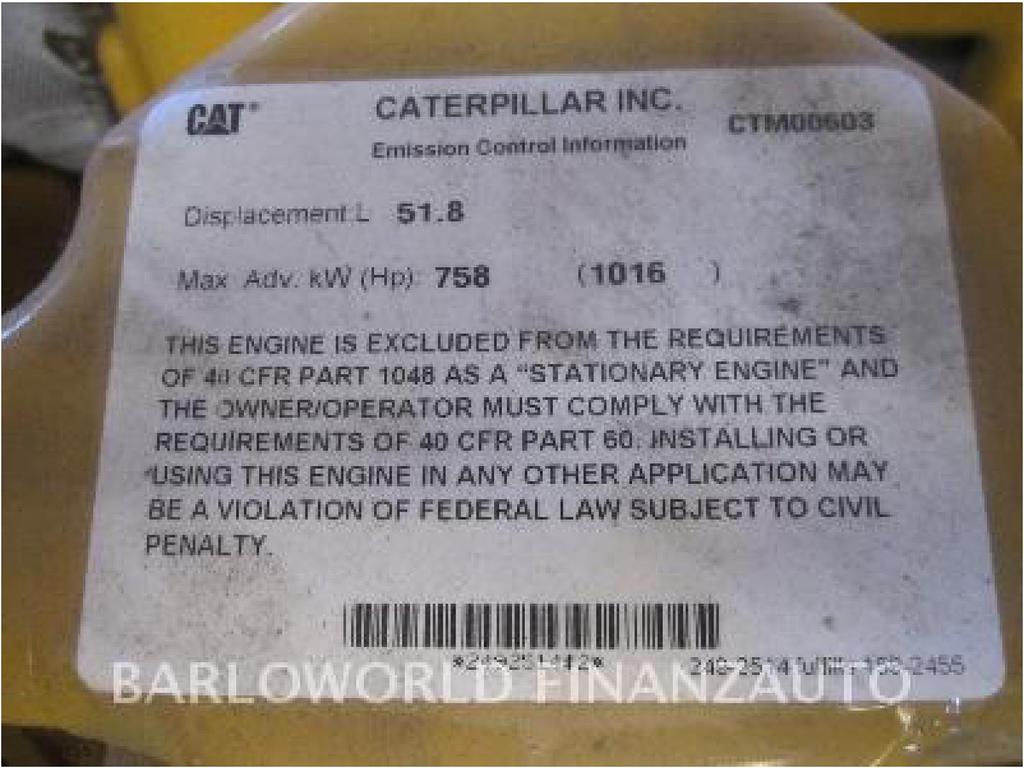 CAT®
CATERPILLAR INC.
CTM00603
Emission Control Information
Displacement L 51.8
Max Adv. kW (Hp): 758 (1016 )
THIS ENGINE IS EXCLUDED FROM THE REQUIREMENTS
OF 40 CFR PART 1048 AS A “STATIONARY ENGINE” AND
THE OWNER/OPERATOR MUST COMPLY WITH THE
REQUIREMENTS OF 40 CFR PART 60. INSTALLING OR
USING THIS ENGINE IN ANY OTHER APPLICATION MAY
BE A VIOLATION OF FEDERAL LAW SUBJECT TO CIVIL
PENALTY.
BARLOWORLD FINANZAUTO